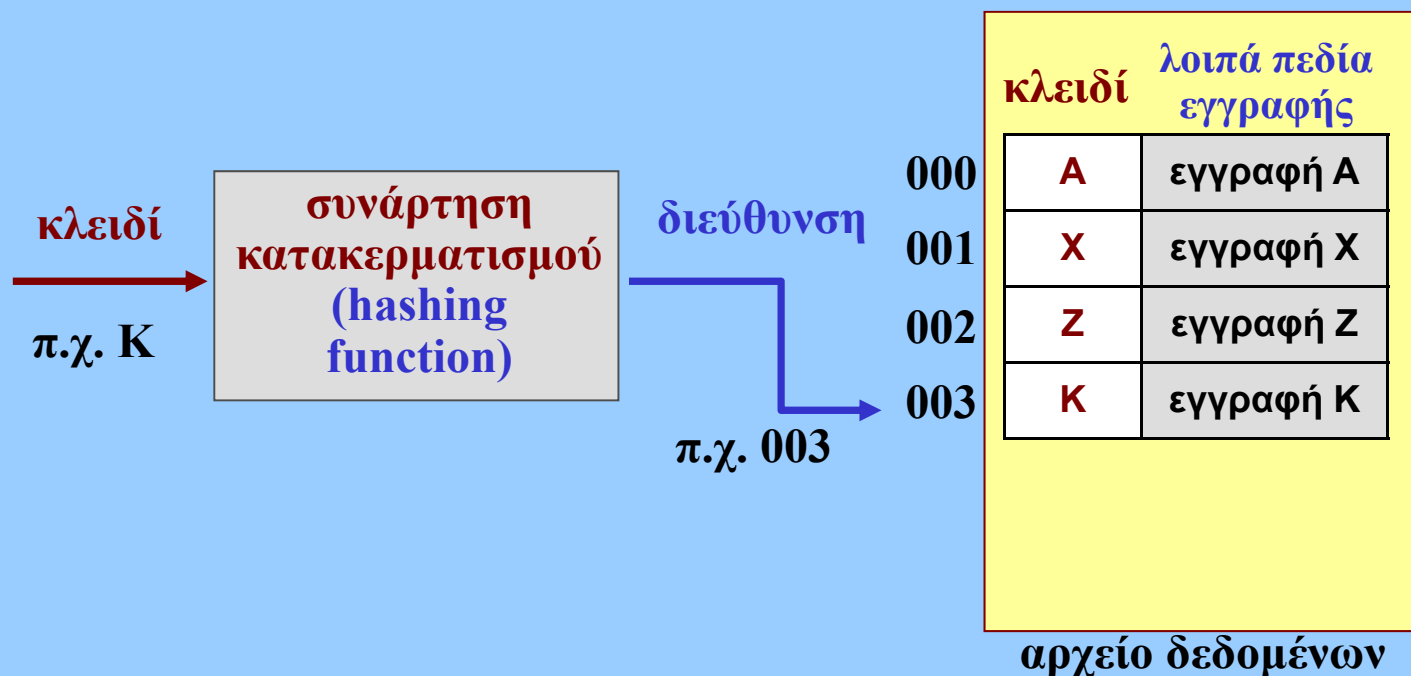 κλειδί
π.χ. Κ
συνάρτηση
κατακερματισμού
(hashing
function)
διεύθυνση
π.χ. 003
κλειδί
λοιπά πεδία
εγγραφής
000 Α εγγραφή Α
001 Χ εγγραφή Χ
002 Ζ εγγραφή Ζ
003 Κ εγγραφή Κ
αρχείο δεδομένων